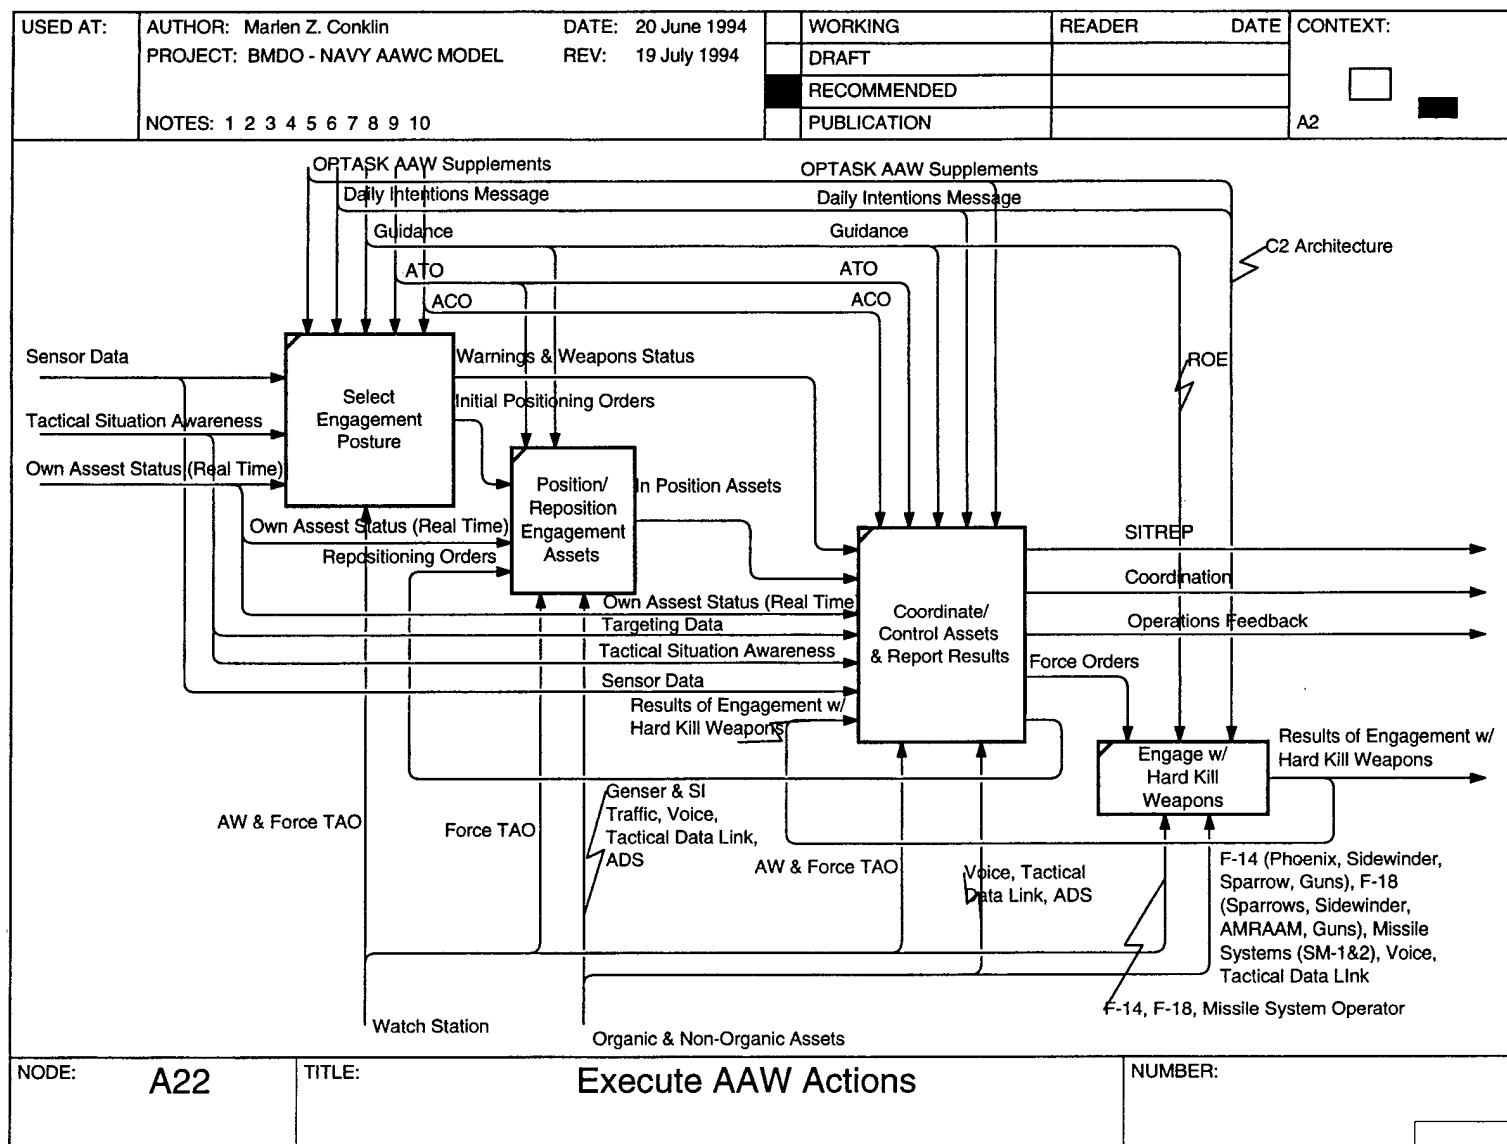 USED AT:
AUTHOR: Marlen Z. Conklin
DATE: 20 June 1994
PROJECT: BMDO - NAVY AAWC MODEL
REV: 19 July 1994
NOTES: 1 2 3 4 5 6 7 8 9 10
WORKING
DRAFT
RECOMMENDED
PUBLICATION
READER DATE
CONTEXT:
A2
OPTASK AAW Supplements
OPTASK AAW Supplements
Daily Intentions Message
Daily Intentions Message
Guidance
Guidance
C2 Architecture
ATO
ATO
ACO
ACO
Sensor Data
Warnings & Weapons Status
ROE
Select
Engagement
Posture
Initial Positioning Orders
Tactical Situation Awareness
Own Assest Status (Real Time)
Position/
Reposition
Engagement
Assets
In Position Assets
Own Assest Status (Real Time)
Repositioning Orders
SITREP
Coordination
Own Assest Status (Real Time)
Targeting Data
Coordinate/
Control Assets
& Report Results
Operations Feedback
Tactical Situation Awareness
Force Orders
Sensor Data
Results of Engagement w/
Hard Kill Weapons
Engage w/
Hard Kill
Weapons
Results of Engagement w/
Hard Kill Weapons
Genser & SI
Traffic, Voice,
Tactical Data Link,
ADS
AW & Force TAO
Force TAO
AW & Force TAO
Voice, Tactical
Data Link, ADS
F-14 (Phoenix, Sidewinder,
Sparrow, Guns), F-18
(Sparrows, Sidewinder,
AMRAAM, Guns), Missile
Systems (SM-1&2), Voice,
Tactical Data LInk
F-14, F-18, Missile System Operator
Watch Station
Organic & Non-Organic Assets
NODE:
A22
TITLE:
Execute AAW Actions
NUMBER: